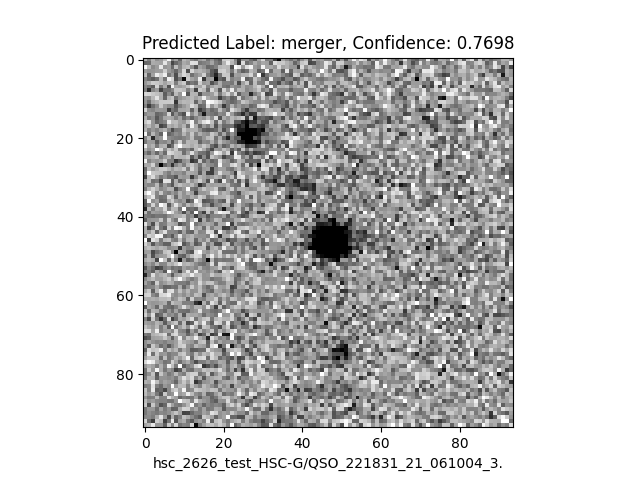 Predicted Label: merger, Confidence: 0.7698
0
20
40
60
80
0 20 40 60 80
hsc_2626_test_HSC-G/QSO_221831_21_061004_3.